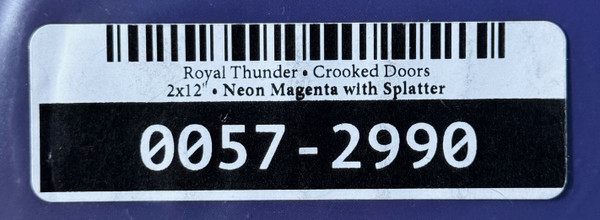 Royal Thunder • Crooked Doors
2x12" • Neon Magenta with Splatter
0057-2990